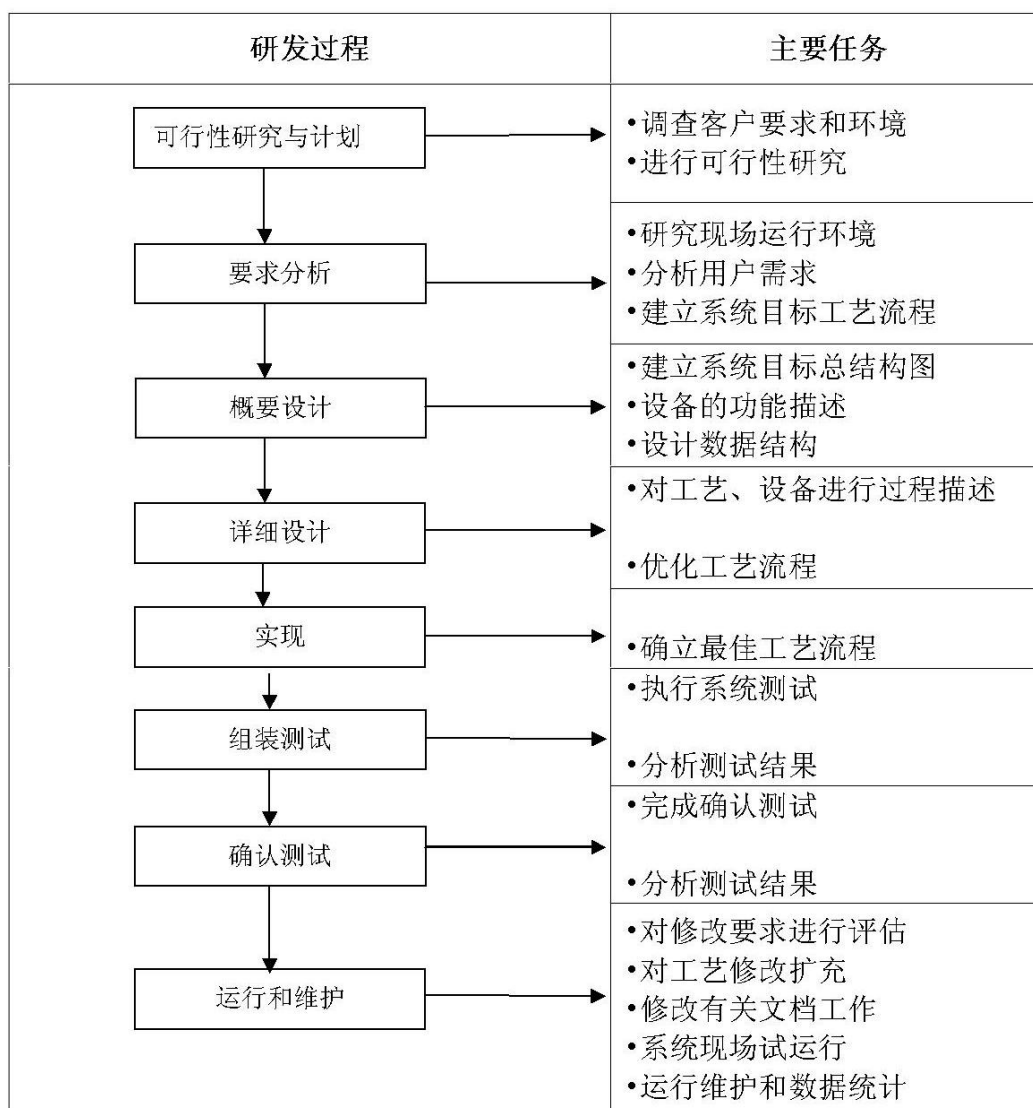 研发过程
主要任务
可行性研究与计划
•调查客户要求和环境
•进行可行性研究
要求分析
•研究现场运行环境
•分析用户需求
•建立系统目标工艺流程
概要设计
•建立系统目标总结构图
•设备的功能描述
•设计数据结构
详细设计
•对工艺、设备进行过程描述
•优化工艺流程
实现
•确立最佳工艺流程
组装测试
•执行系统测试
•分析测试结果
确认测试
•完成确认测试
•分析测试结果
运行和维护
•对修改要求进行评估
•对工艺修改扩充
•修改有关文档工作
•系统现场试运行
•运行维护和数据统计